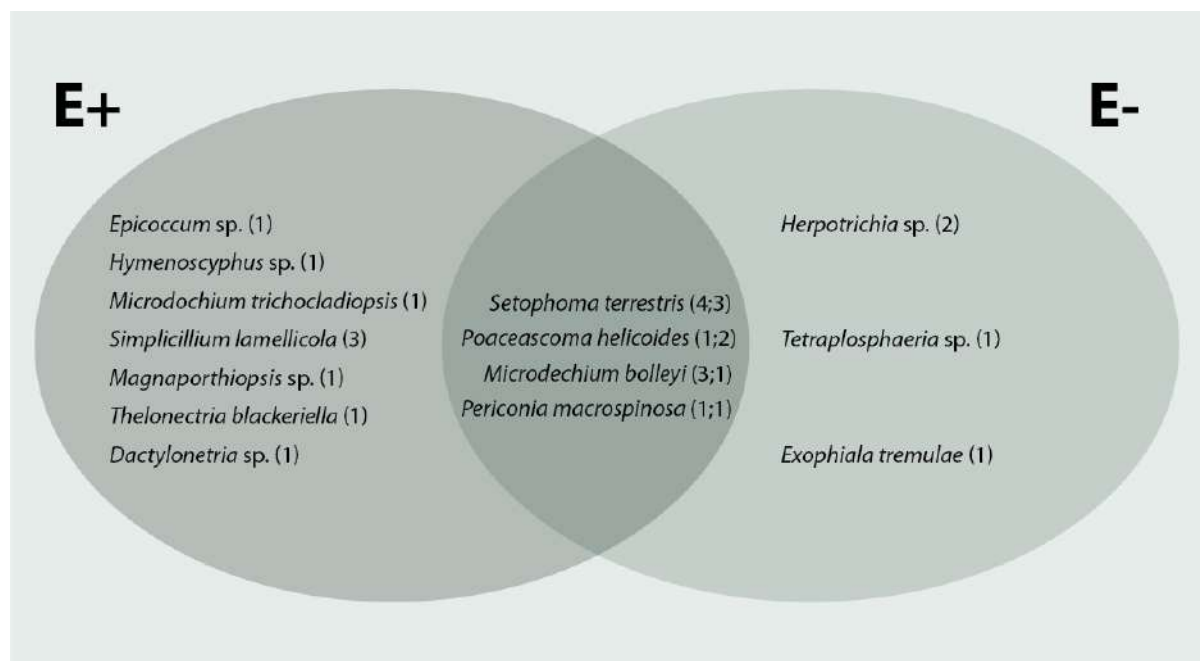 E+
E-
Epicoccum sp. (1)
Hymenoscyphus sp. (1)
Microdochium trichocladiopsis (1)
Simplicillium lamellicola (3)
Magnaporthiopsis sp. (1)
Thelonectria blackeriella (1)
Dactylonetria sp. (1)
Setophoma terrestris (4;3)
Poaceascoma helicoides (1;2)
Microdechium bolleyi (3;1)
Periconia macrospinosa (1;1)
Herpotrichia sp. (2)
Tetraplosphaeria sp. (1)
Exophiala tremulae (1)